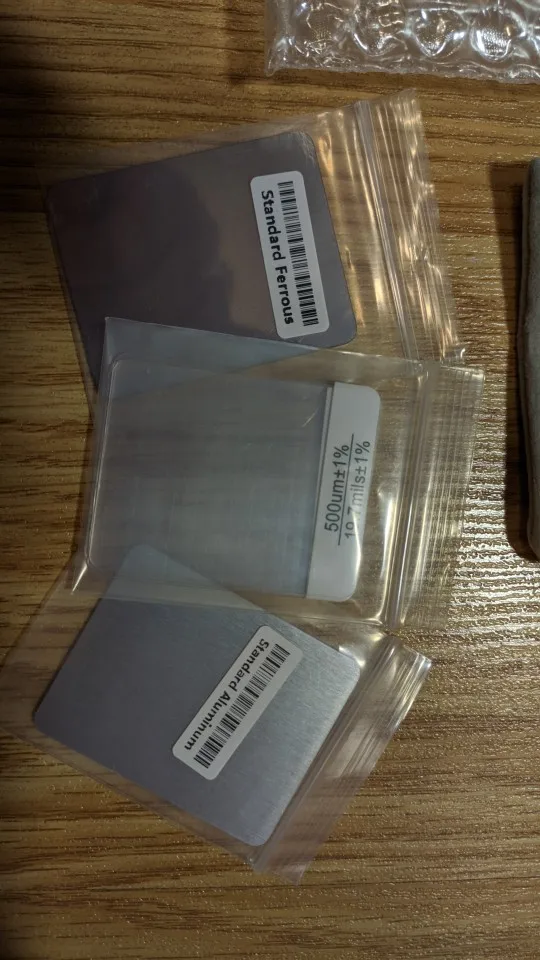 Standard Ferrous
500um±1%
19.7mils±1%
Standard Aluminum